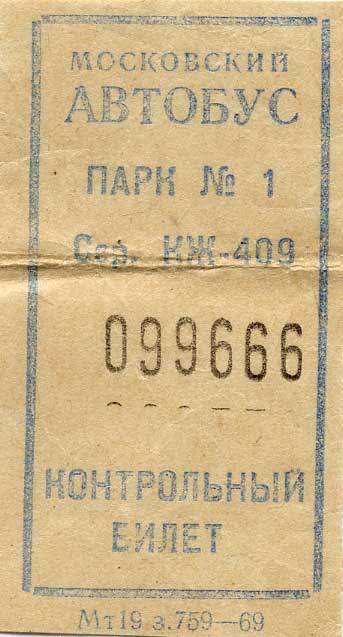 МОСКОВСКИЙ
АВТОБУС
ПАРК № 1
Сер. КЖ-409
099666
КОНТРОЛЬНЫЙ
БИЛЕТ
Мт19 з.759—69